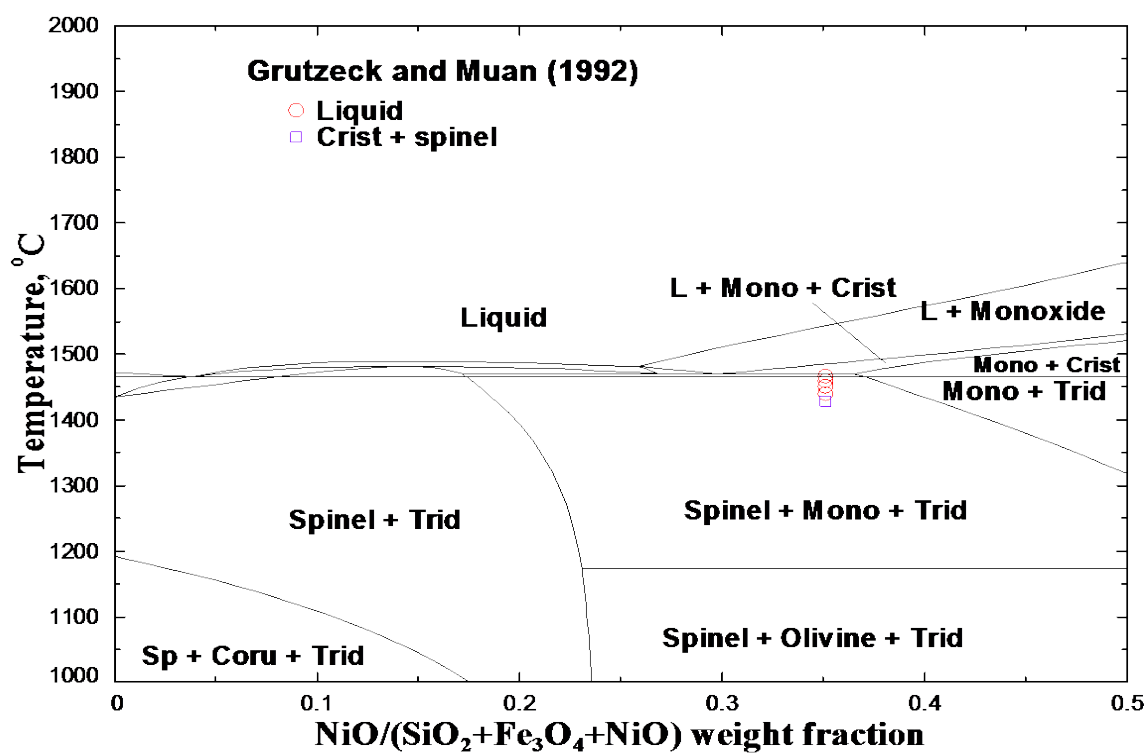 2000
1900
1800
1700
1600
1500
1400
1300
1200
1100
1000
Temperature, °C
Grutzeck and Muan (1992)
Liquid
Crist + spinel
L + Mono + Crist
Liquid
L + Monoxide
Mono + Crist
Mono + Trid
Spinel + Trid
Spinel + Mono + Trid
Sp + Coru + Trid
Spinel + Olivine + Trid
0 0.1 0.2 0.3 0.4 0.5
NiO/(SiO₂+Fe₃O₄+NiO) weight fraction